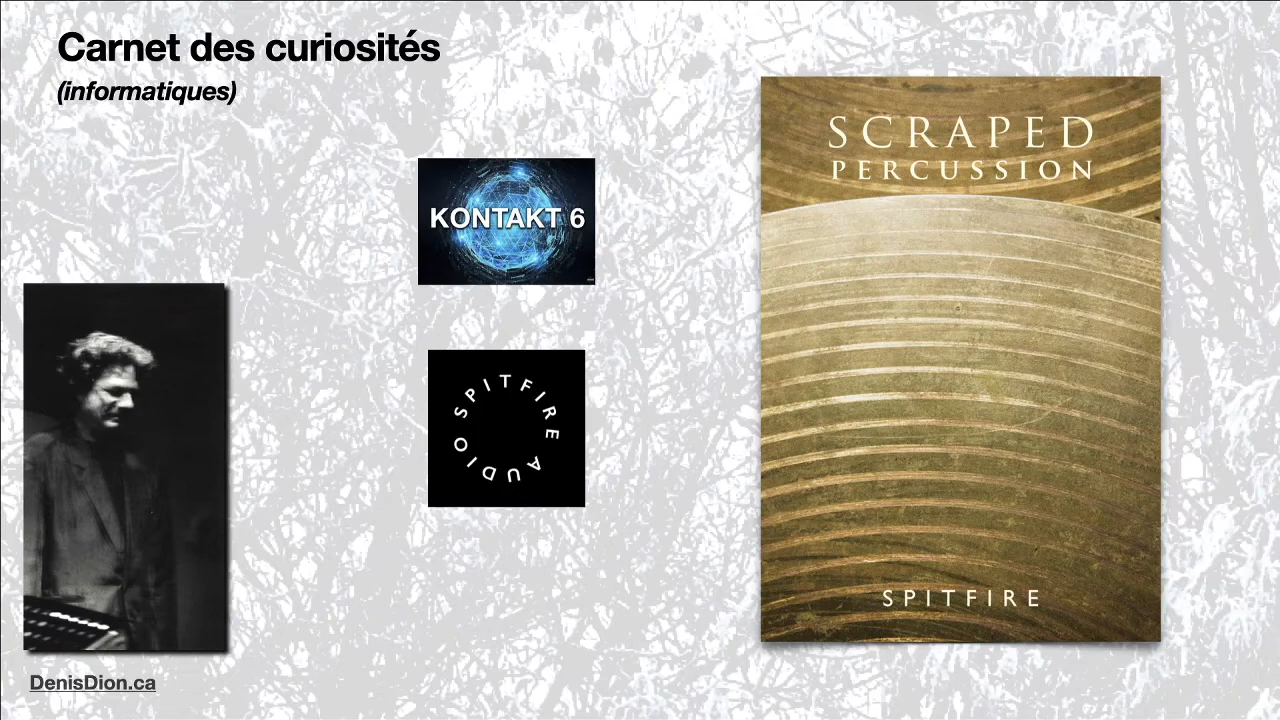 Carnet des curiosités
(informatiques)
KONTAKT 6
SPITFIRE AUDIO
DenisDion.ca
SCRAPED
PERCUSSION
SPITFIRE